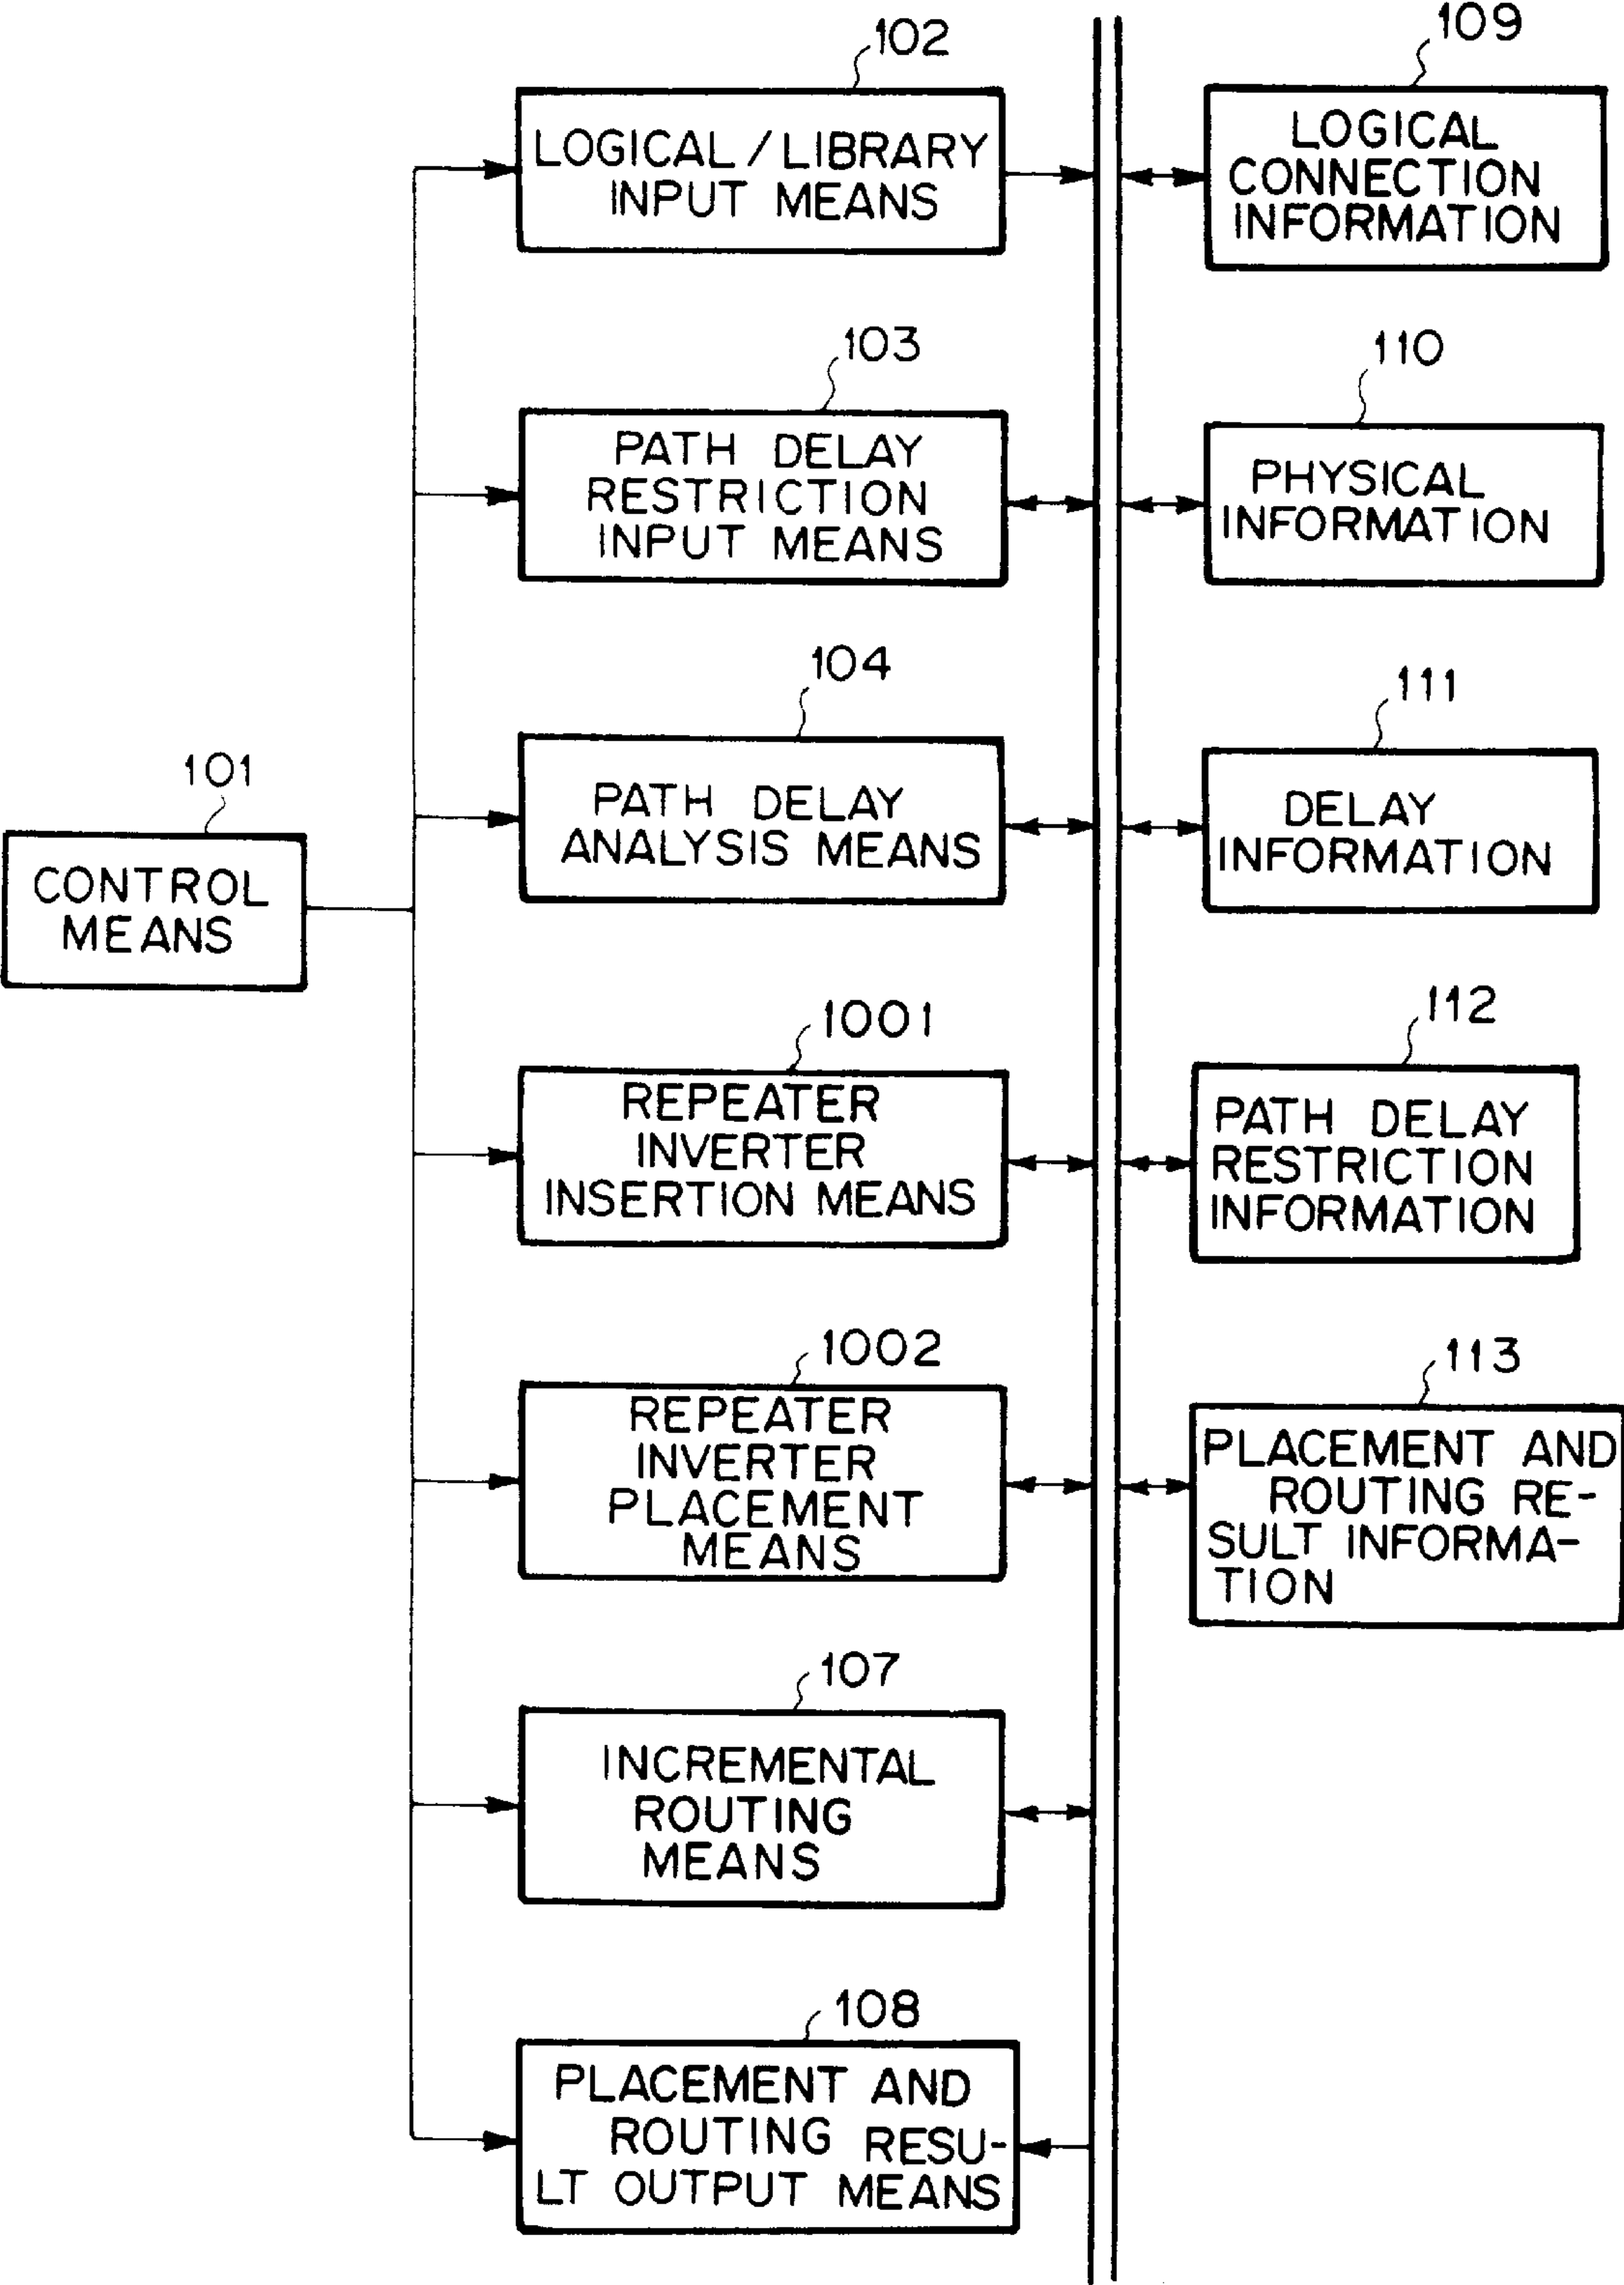 101
CONTROL
MEANS
102
LOGICAL / LIBRARY
INPUT MEANS
103
PATH DELAY
RESTRICTION
INPUT MEANS
104
PATH DELAY
ANALYSIS MEANS
1001
REPEATER
INVERTER
INSERTION MEANS
1002
REPEATER
INVERTER
PLACEMENT
MEANS
107
INCREMENTAL
ROUTING
MEANS
108
PLACEMENT AND
ROUTING RESU-
LT OUTPUT MEANS
109
LOGICAL
CONNECTION
INFORMATION
110
PHYSICAL
INFORMATION
111
DELAY
INFORMATION
112
PATH DELAY
RESTRICTION
INFORMATION
113
PLACEMENT AND
ROUTING RE-
SULT INFORMA-
TION